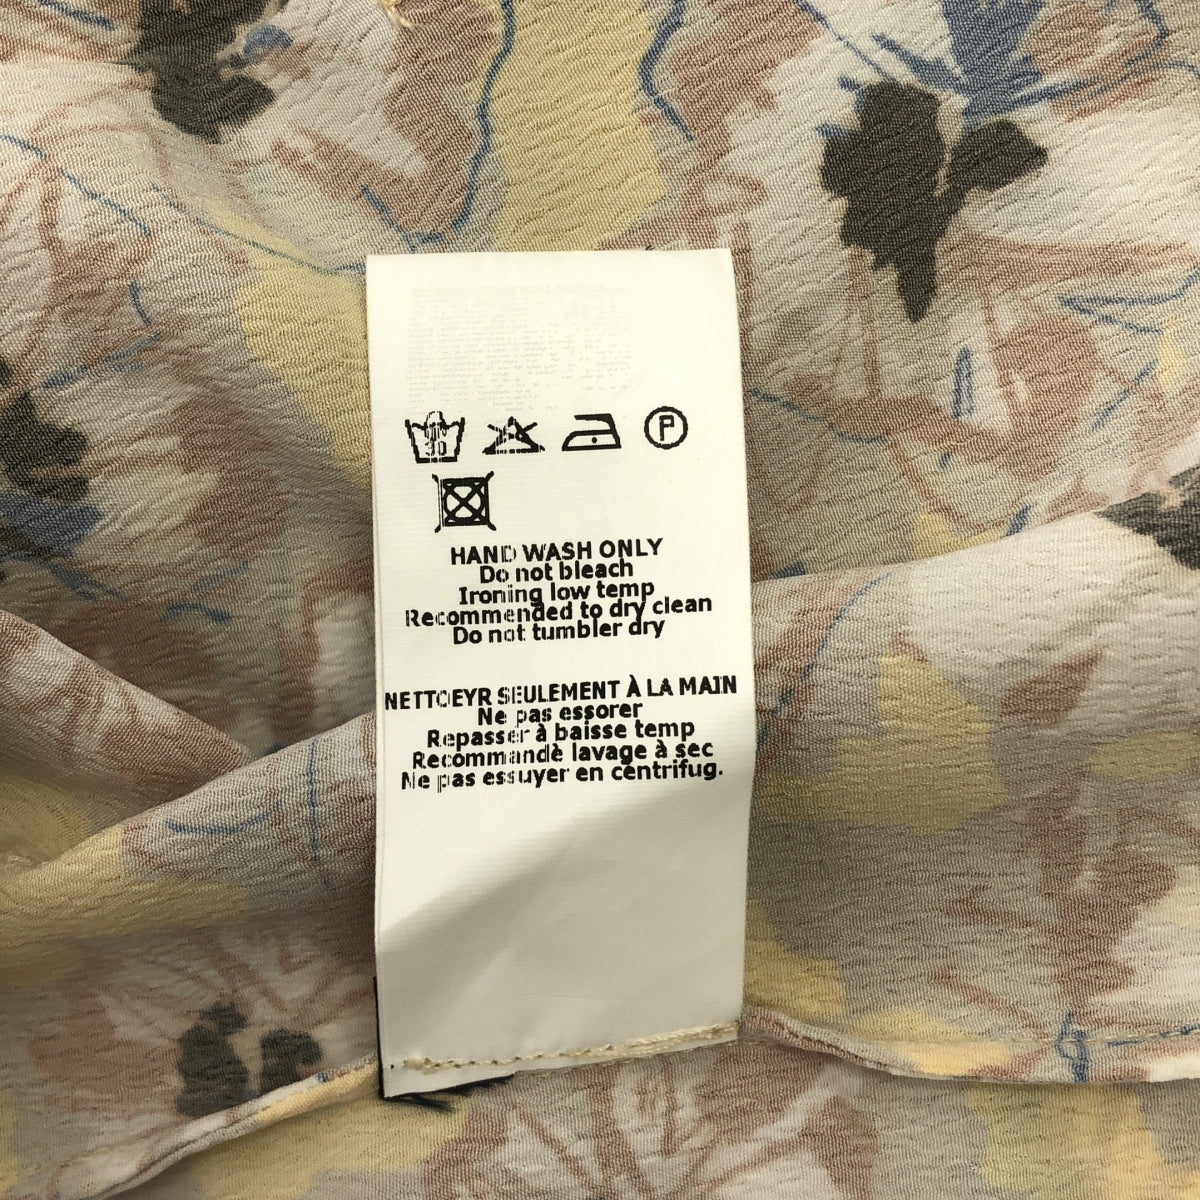 30
P
HAND WASH ONLY
Do not bleach
Ironing low temp
Recommended to dry clean
Do not tumbler dry
NETTOEYR SEULEMENT À LA MAIN
Ne pas essorer
Repasser à baisse temp
Recommandè lavage à sec
Ne pas essuyer en centrifug.